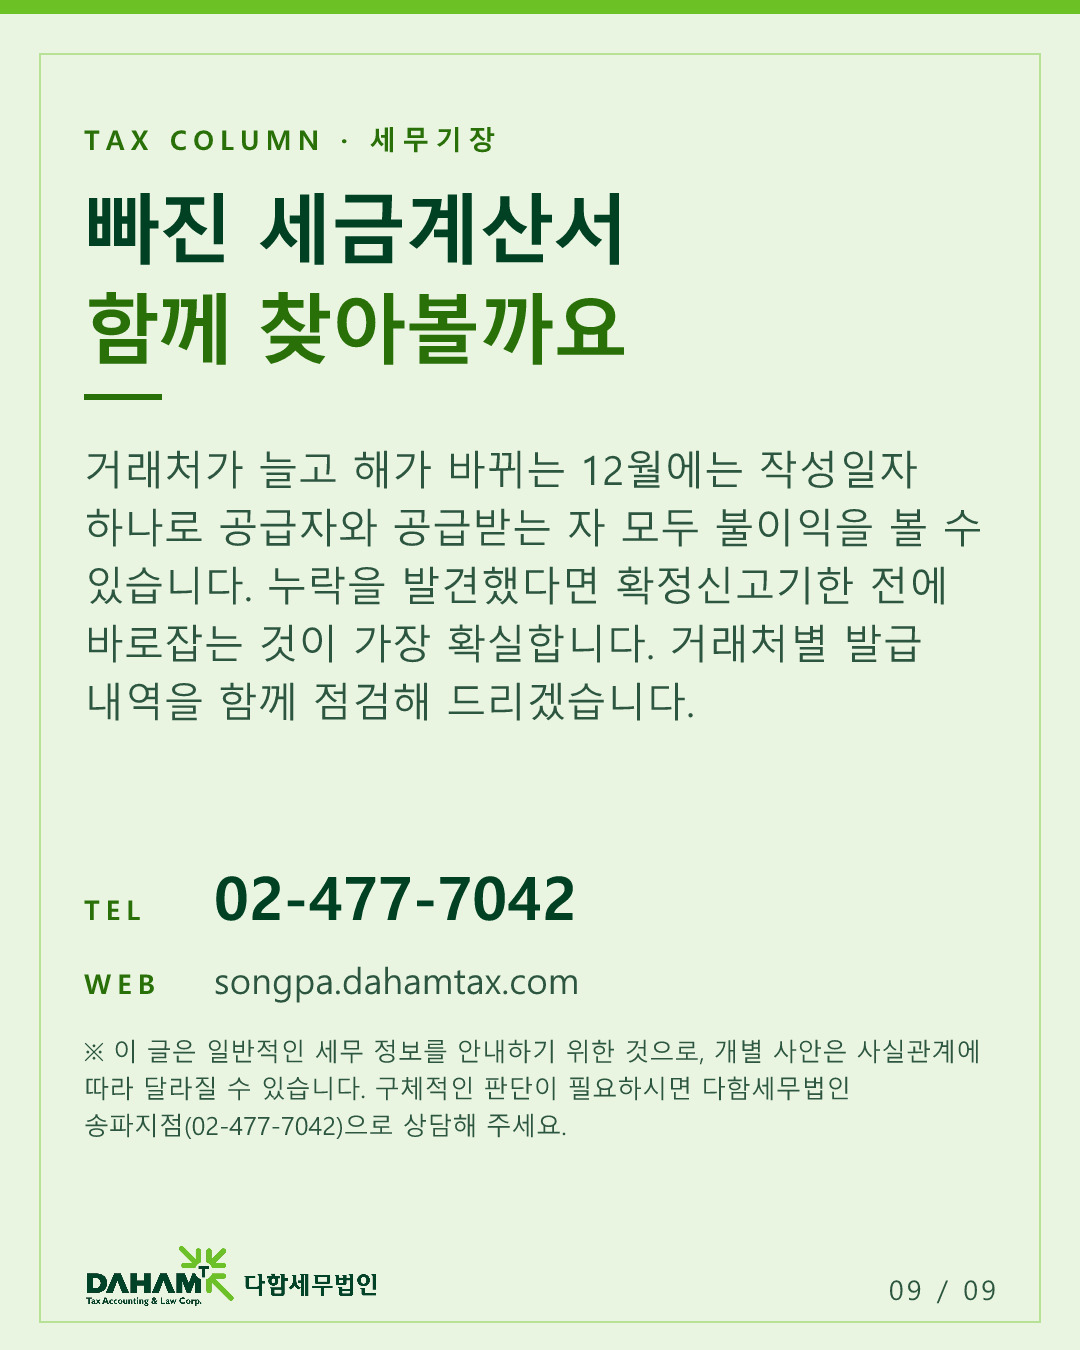 TAX COLUMN · 세무기장
빠진 세금계산서
함께 찾아볼까요
거래처가 늘고 해가 바뀌는 12월에는 작성일자
하나로 공급자와 공급받는 자 모두 불이익을 볼 수
있습니다. 누락을 발견했다면 확정신고기한 전에
바로잡는 것이 가장 확실합니다. 거래처별 발급
내역을 함께 점검해 드리겠습니다.
TEL 02-477-7042
WEB songpa.dahamtax.com
※ 이 글은 일반적인 세무 정보를 안내하기 위한 것으로, 개별 사안은 사실관계에
따라 달라질 수 있습니다. 구체적인 판단이 필요하시면 다함세무법인
송파지점(02-477-7042)으로 상담해 주세요.
DAHAM T 다함세무법인
Tax Accounting & Law Corp.
09 / 09